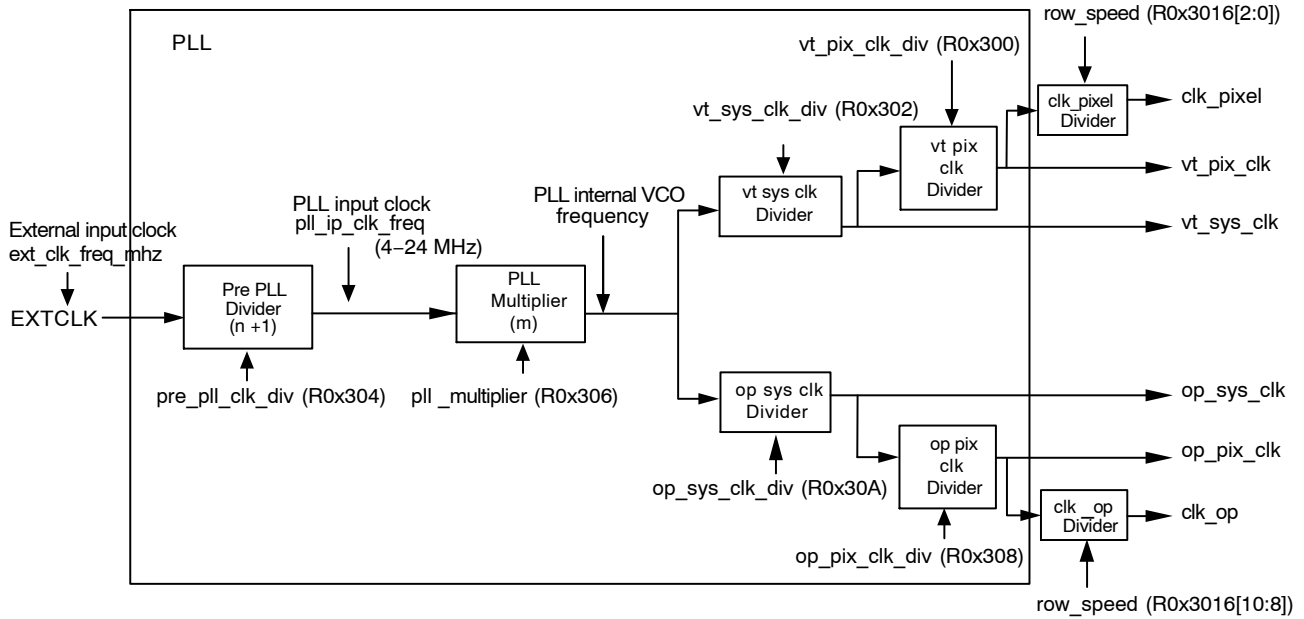 row_speed (R0x3016[2:0])
PLL
vt_pix_clk_div (R0x300)
clk_pixel
Divider
clk_pixel
vt_sys_clk_div (R0x302)
vt pix
clk
Divider
vt_pix_clk
PLL input clock
pll_ip_clk_freq
(4–24 MHz)
PLL internal VCO
frequency
vt sys clk
Divider
vt_sys_clk
External input clock
ext_clk_freq_mhz
EXTCLK
Pre PLL
Divider
(n +1)
PLL
Multiplier
(m)
pre_pll_clk_div (R0x304)
pll _multiplier (R0x306)
op sys clk
Divider
op_sys_clk
op pix
clk
Divider
op_pix_clk
op_sys_clk_div (R0x30A)
clk _op
Divider
clk_op
op_pix_clk_div (R0x308)
row_speed (R0x3016[10:8])